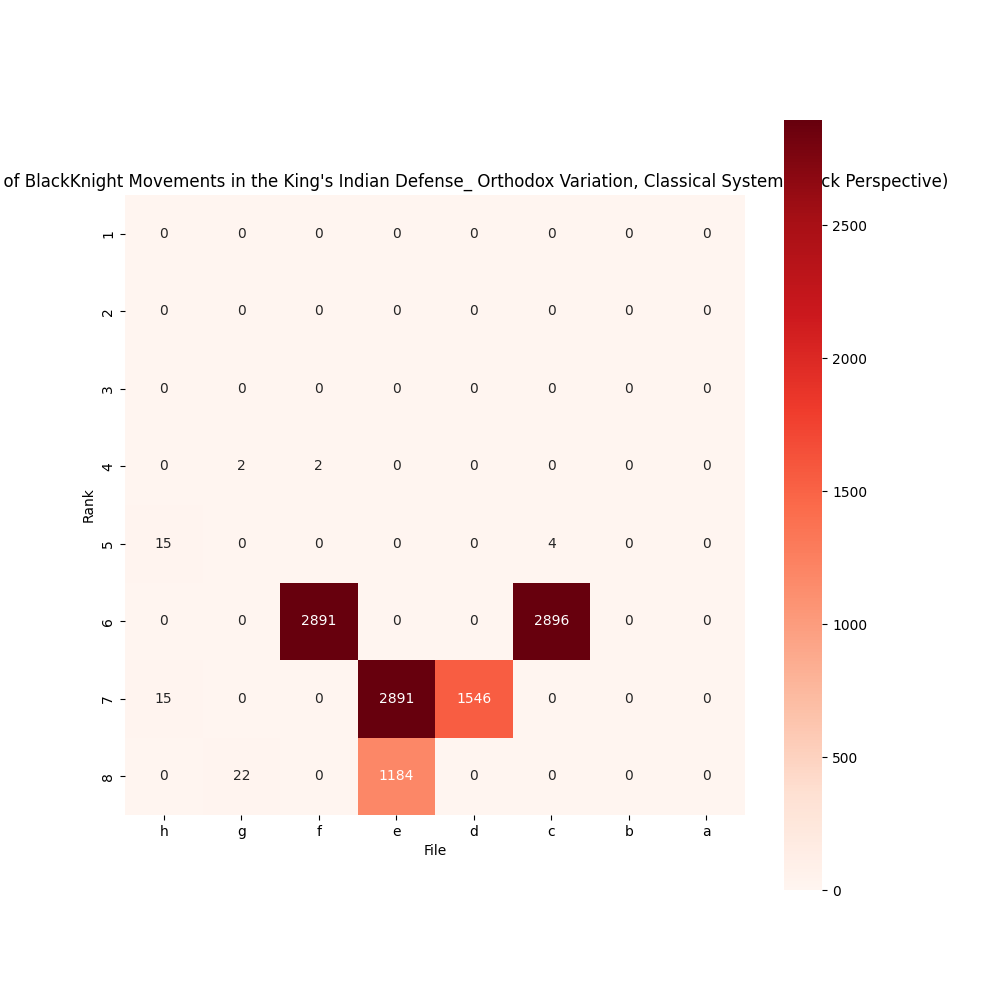 of BlackKnight Movements in the King's Indian Defense_ Orthodox Variation, Classical System ck Perspective)
1 0 0 0 0 0 0 0 0
2 0 0 0 0 0 0 0 0
3 0 0 0 0 0 0 0 0
4 0 2 2 0 0 0 0 0
5 15 0 0 0 0 4 0 0
6 0 0 2891 0 0 2896 0 0
7 15 0 0 2891 1546 0 0 0
8 0 22 0 1184 0 0 0 0
h g f e d c b a
File
Rank
2500
2000
1500
1000
500
0